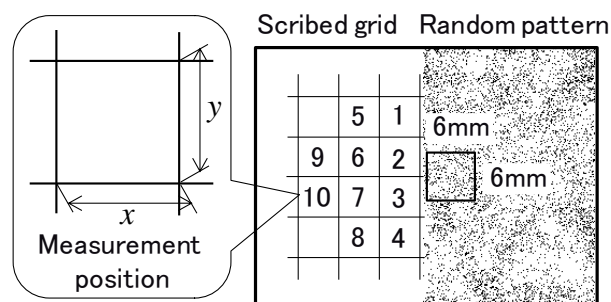 Scribed grid Random pattern
y
x
Measurement
position
5 1
9 6 2
10 7 3
8 4
6mm
6mm